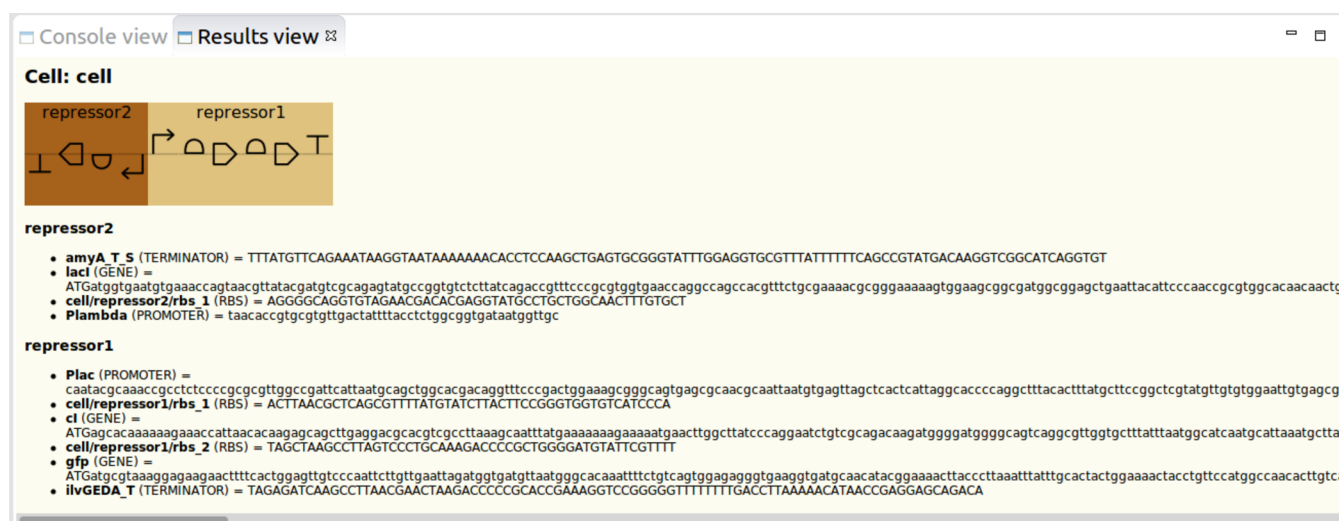 Console view Results view
Cell: cell
repressor2 repressor1
repressor2
amyA_T_S (TERMINATOR) = TTTATGTTCAGAAATAAGGTAATAAAAAAACACCTCCAAGCTGAGTGCGGGTATTTGGAGGTGCGTTTATTTTTTCAGCCGTATGACAAGGTCGGCATCAGGTGT
lacI (GENE) =
ATGatggtgaatgtgaaaccagtaacgttatacgatgtcgcagagtatgccggtgtctcttatcagaccgtttcccgcgtggtgaaccaggccagccacgtttctgcgaaaacgcgggaaaaagtggaagcggcgatggcggagctgaattacattcccaaccgcgtggcacaacaactg
cell/repressor2/rbs_1 (RBS) = AGGGGCAGGTGTAGAACGACACGAGGTATGCCTGCTGGCAACTTTGTGCT
Plambda (PROMOTER) = taacaccgtgcgtgttgactattttacctctggcggtgataatggttgc
repressor1
Plac (PROMOTER) =
caatacgcaaaccgcctctccccgcgcgttggccgattcattaatgcagctggcacgacaggtttcccgactggaaagcgggcagtgagcgcaacgcaattaatgtgagttagctcactcattaggcaccccaggctttacactttatgcttccggctcgtatgttgtgtggaattgtgagcg
cell/repressor1/rbs_1 (RBS) = ACTTAACGCTCAGCGTTTTATGTATCTTACTTCCGGGTGGTGTCATCCCA
cI (GENE) =
ATGagcacaaaaaagaaaccattaacacaagagcagcttgaggacgcacgtcgccttaaagcaatttatgaaaaaaagaaaaatgaacttggcttatcccaggaatctgtcgcagacaagatggggatggggcagtcaggcgttggtgctttatttaatggcatcaatgcattaaatgctta
cell/repressor1/rbs_2 (RBS) = TAGCTAAGCCTTAGTCCCTGCAAAGACCCCGCTGGGGATGTATTCGTTTT
gfp (GENE) =
ATGatgcgtaaaggagaagaacttttcactggagttgtcccaattcttgttgaattagatggtgatgttaatgggcacaaattttctgtcagtggagagggtgaaggtgatgcaacatacggaaaacttacccttaaatttatttgcactactggaaaactacctgttccatggccaacacttgtc
ilvGEDA_T (TERMINATOR) = TAGAGATCAAGCCTTAACGAACTAAGACCCCCGCACCGAAAGGTCCGGGGGTTTTTTTTGACCTTAAAAACATAACCGAGGAGCAGACA